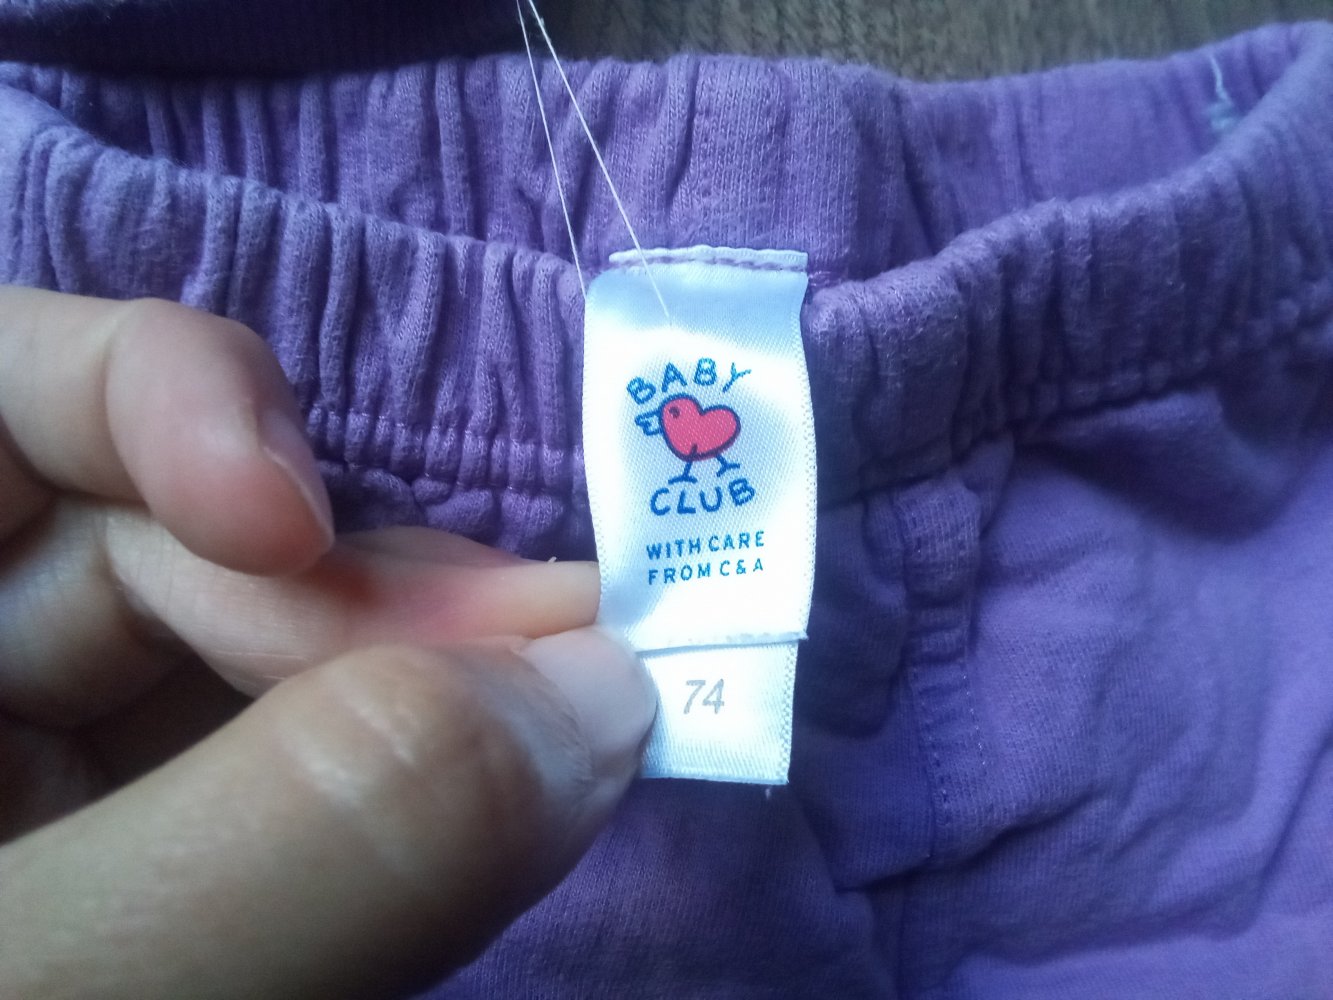 BABY
CLUB
WITH CARE
FROM C&A
74